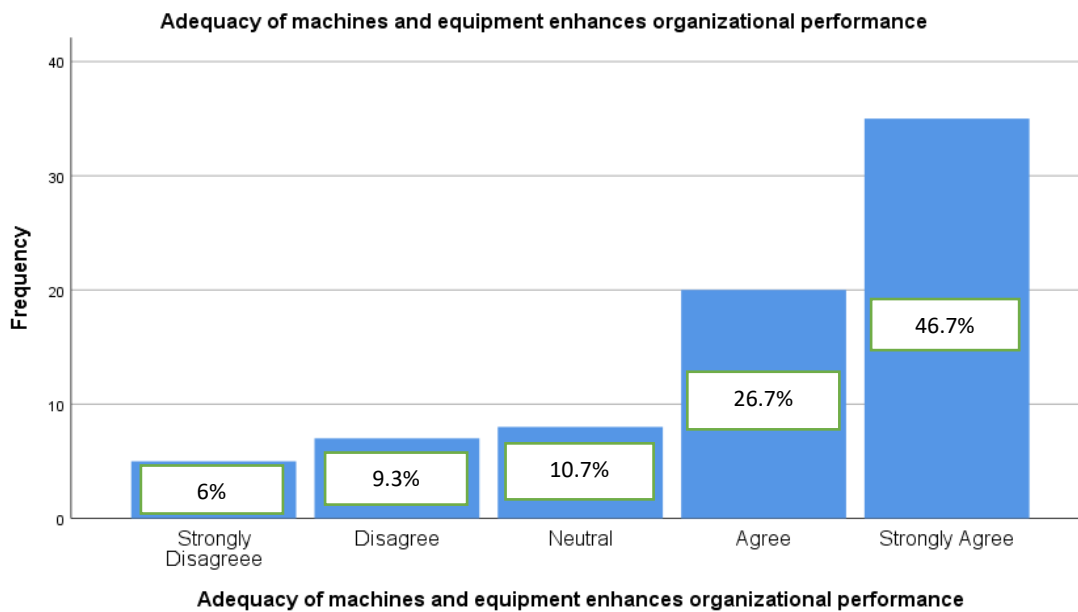 Adequacy of machines and equipment enhances organizational performance
40
30
20
10
0
Frequency
6%
9.3%
10.7%
26.7%
46.7%
Strongly
Disagreee
Disagree
Neutral
Agree
Strongly Agree
Adequacy of machines and equipment enhances organizational performance